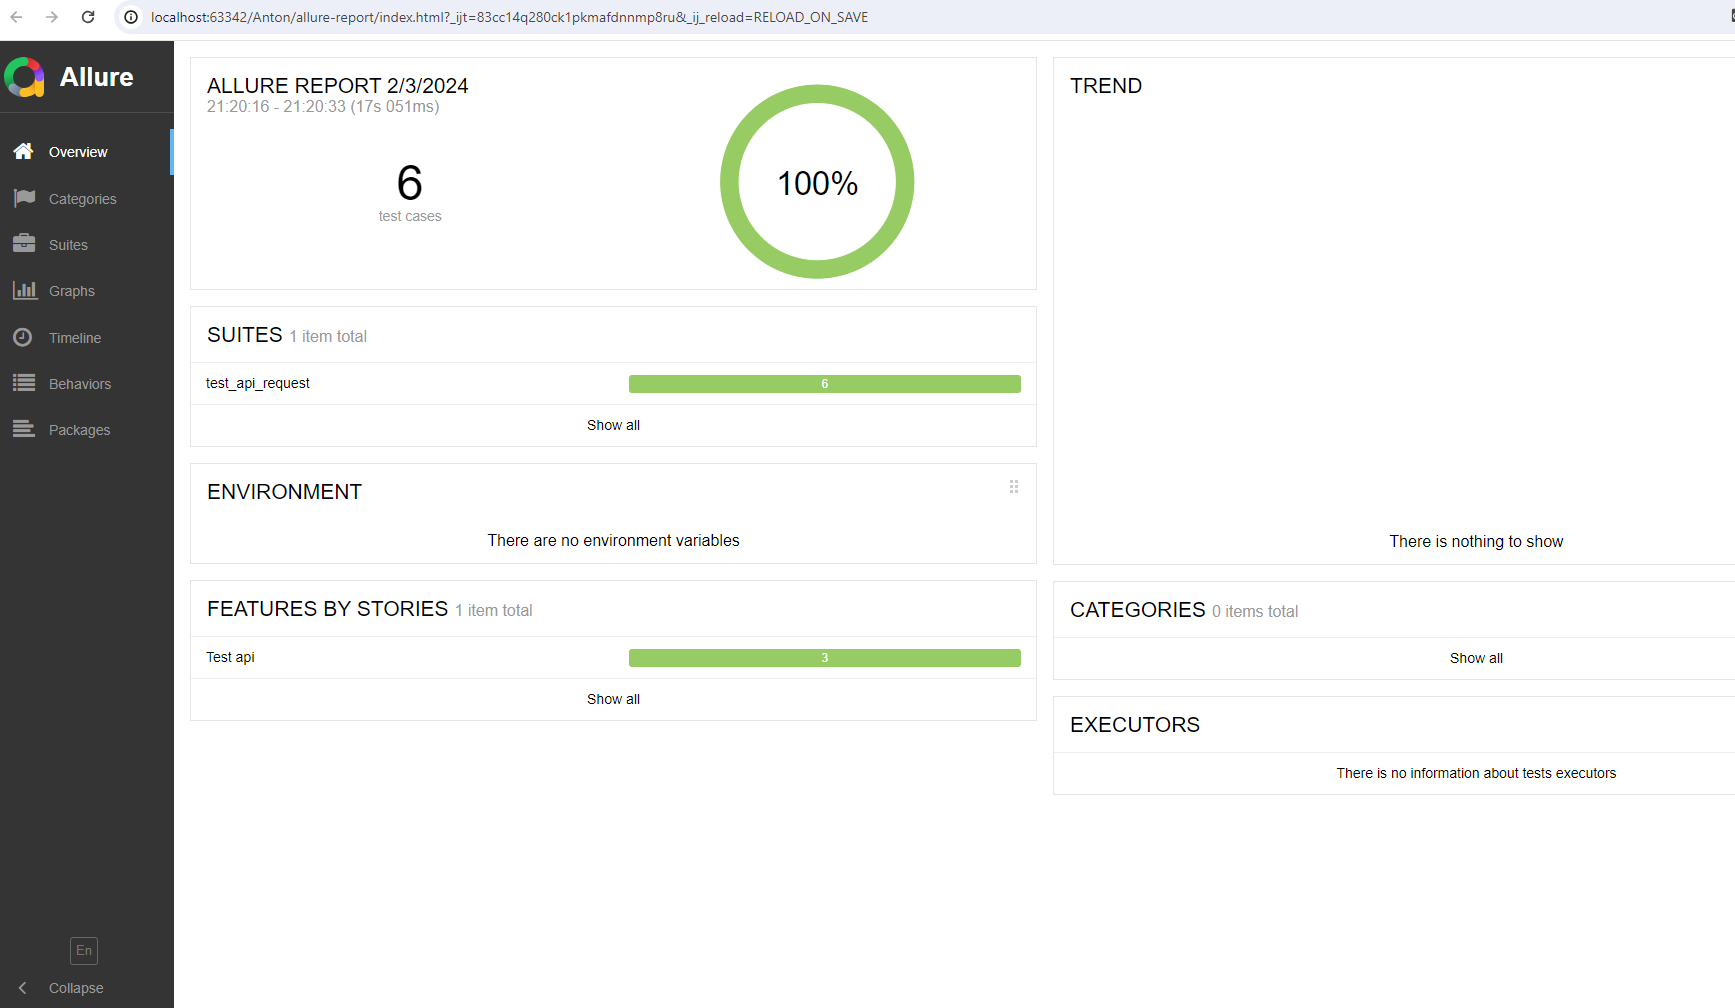 localhost:63342/Anton/allure-report/index.html?_ijt=83cc14q280ck1pkmafdnnmp8ru&_ij_reload=RELOAD_ON_SAVE
Allure
Overview
Categories
Suites
Graphs
Timeline
Behaviors
Packages
En
Collapse
ALLURE REPORT 2/3/2024
21:20:16 - 21:20:33 (17s 051ms)
6
test cases
100%
SUITES 1 item total
test_api_request 6
Show all
ENVIRONMENT
There are no environment variables
FEATURES BY STORIES 1 item total
Test api 3
Show all
TREND
There is nothing to show
CATEGORIES 0 items total
Show all
EXECUTORS
There is no information about tests executors